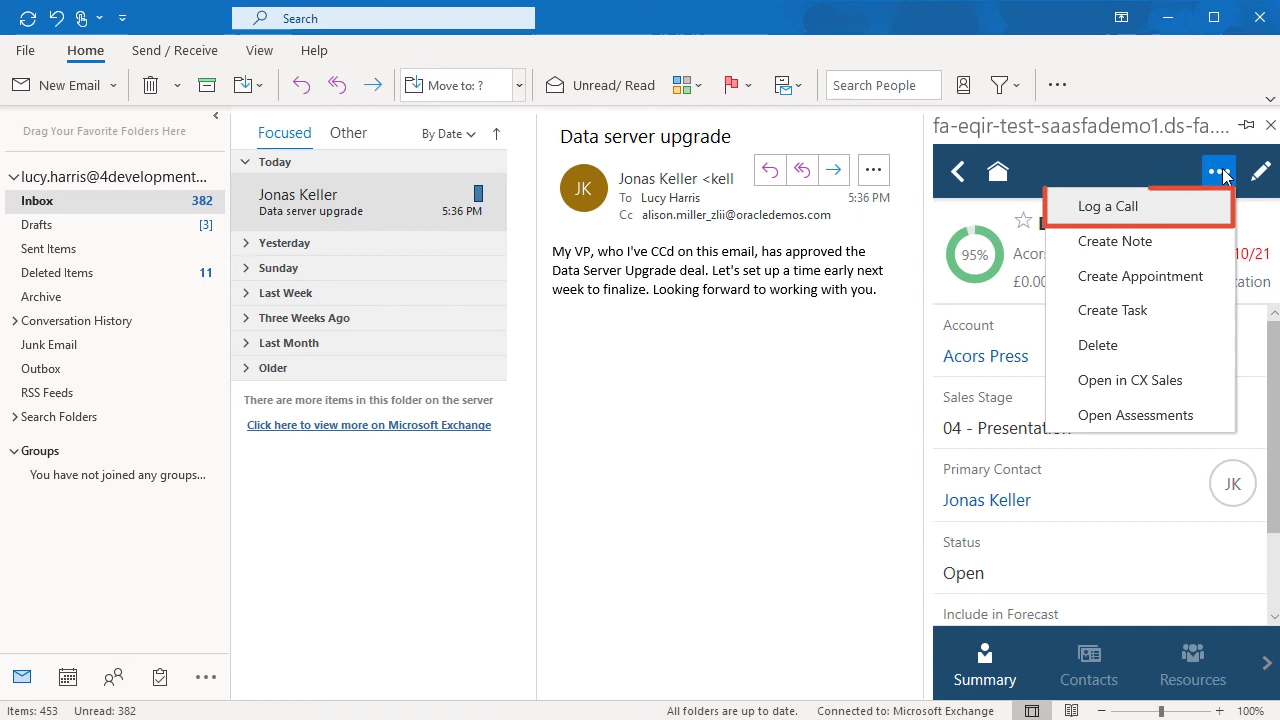 Search
File
Home
Send / Receive
View
Help
New Email
Move to: ?
Unread/ Read
Search People
Drag Your Favorite Folders Here
lucy.harris@4development...
Inbox 382
Drafts [3]
Sent Items
Deleted Items 11
Archive
Conversation History
Junk Email
Outbox
RSS Feeds
Search Folders
Groups
You have not joined any groups...
Focused
Other
By Date
Today
Jonas Keller
Data server upgrade 5:36 PM
Yesterday
Sunday
Last Week
Three Weeks Ago
Last Month
Older
There are more items in this folder on the server
Click here to view more on Microsoft Exchange
Data server upgrade
JK
Jonas Keller <kell
To Lucy Harris 5:36 PM
Cc alison.miller_zlii@oracledemos.com
My VP, who I've CCd on this email, has approved the
Data Server Upgrade deal. Let's set up a time early next
week to finalize. Looking forward to working with you.
fa-eqir-test-saasfademo1.ds-fa....
Log a Call
Create Note
Create Appointment
Create Task
Delete
Open in CX Sales
Open Assessments
95%
Acors
10/21
£0.00
Account
Acors Press
Sales Stage
04 - Presentation
Primary Contact
Jonas Keller
JK
Status
Open
Include in Forecast
Summary
Contacts
Resources
Items: 453
Unread: 382
All folders are up to date.
Connected to: Microsoft Exchange
100%